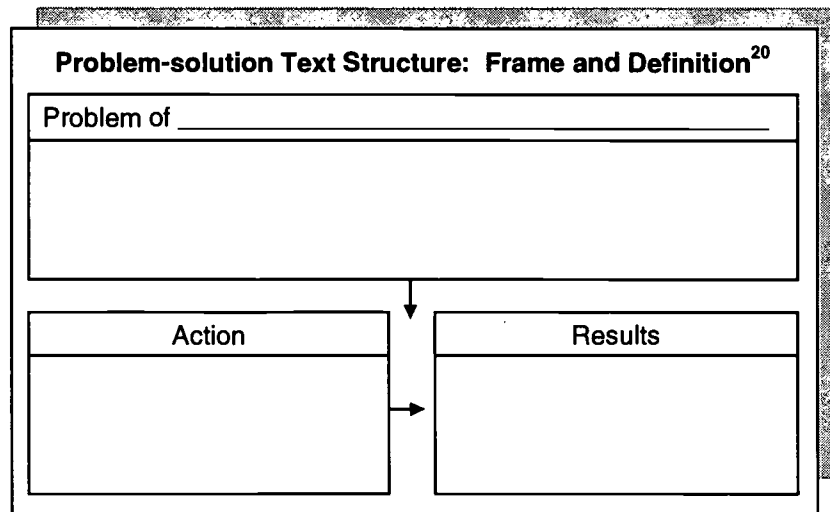 Problem-solution Text Structure: Frame and Definition20
Problem of
Action
Results